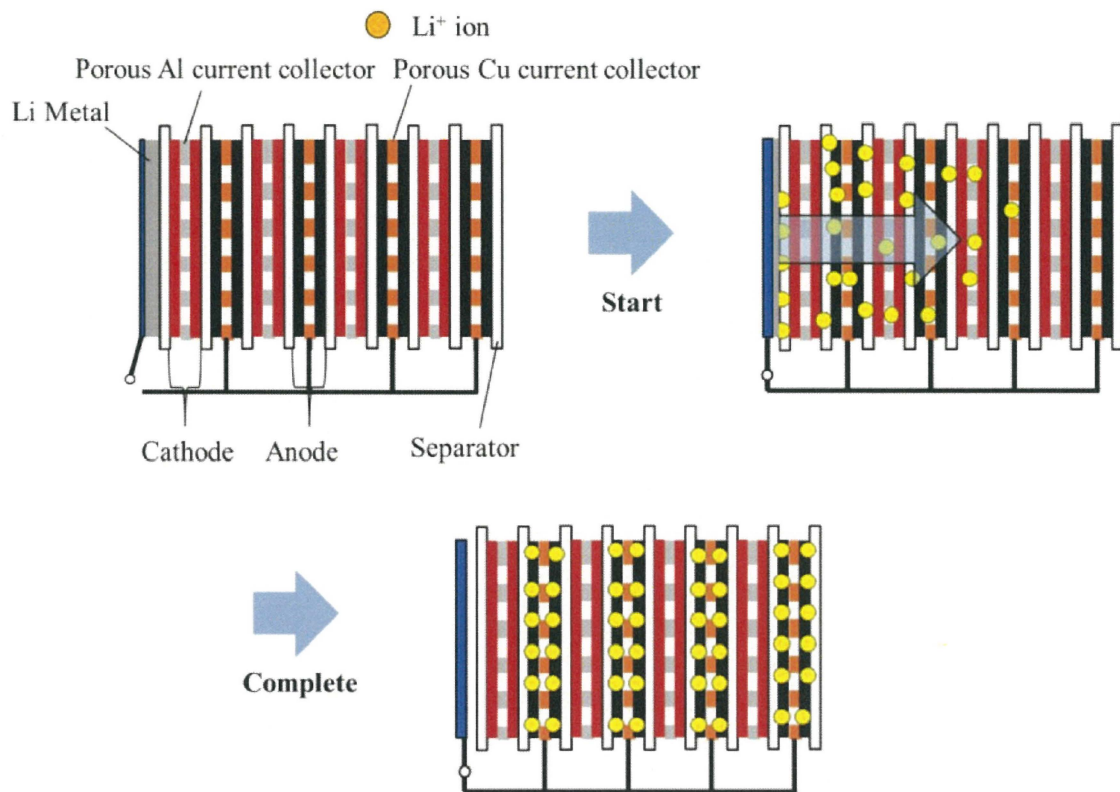 Li⁺ ion
Porous Al current collector
Porous Cu current collector
Li Metal
Start
Cathode
Anode
Separator
Complete